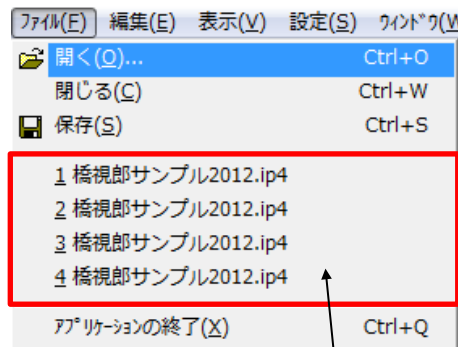 ﾌｧｲﾙ(F) 編集(E) 表示(V) 設定(S) ｳｨﾝﾄﾞｳ(W
開く(O)... Ctrl+O
閉じる(C) Ctrl+W
保存(S) Ctrl+S
1 橋視郎サンプル2012.ip4
2 橋視郎サンプル2012.ip4
3 橋視郎サンプル2012.ip4
4 橋視郎サンプル2012.ip4
ｱﾌﾟﾘｹｰｼｮﾝの終了(X) Ctrl+Q